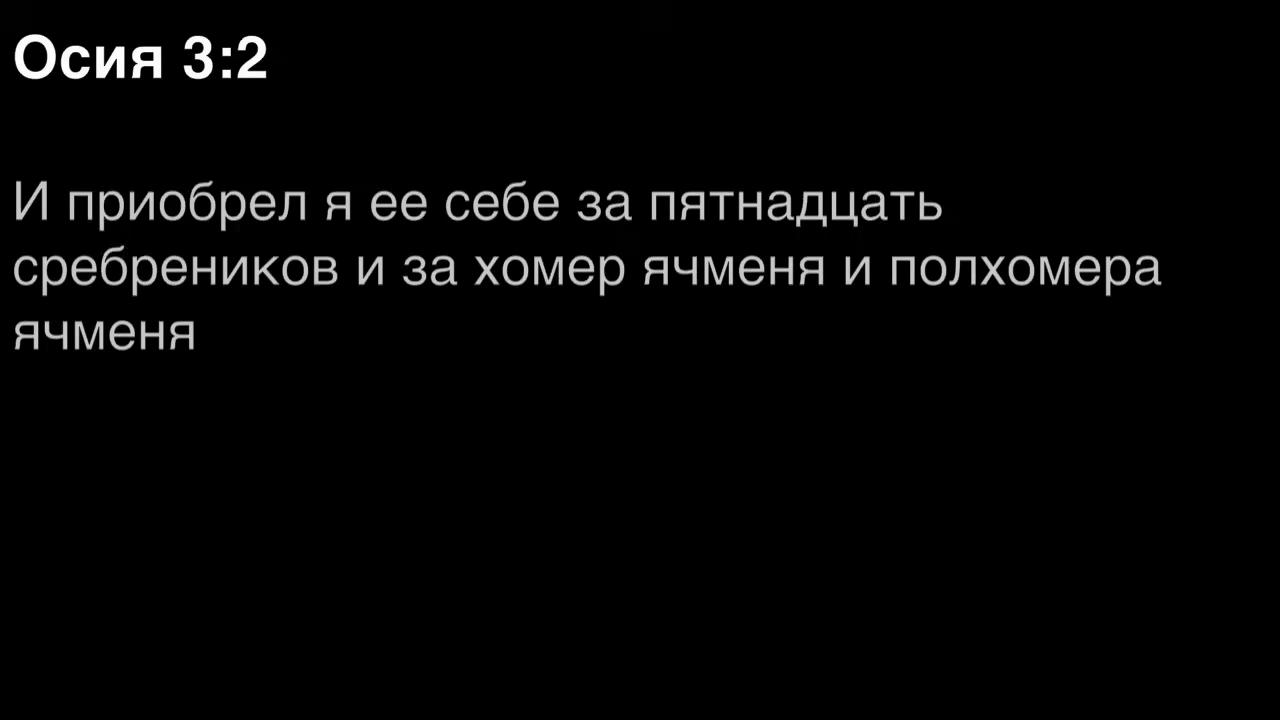 Осия 3:2
И приобрел я ее себе за пятнадцать
сребреников и за хомер ячменя и полхомера
ячменя